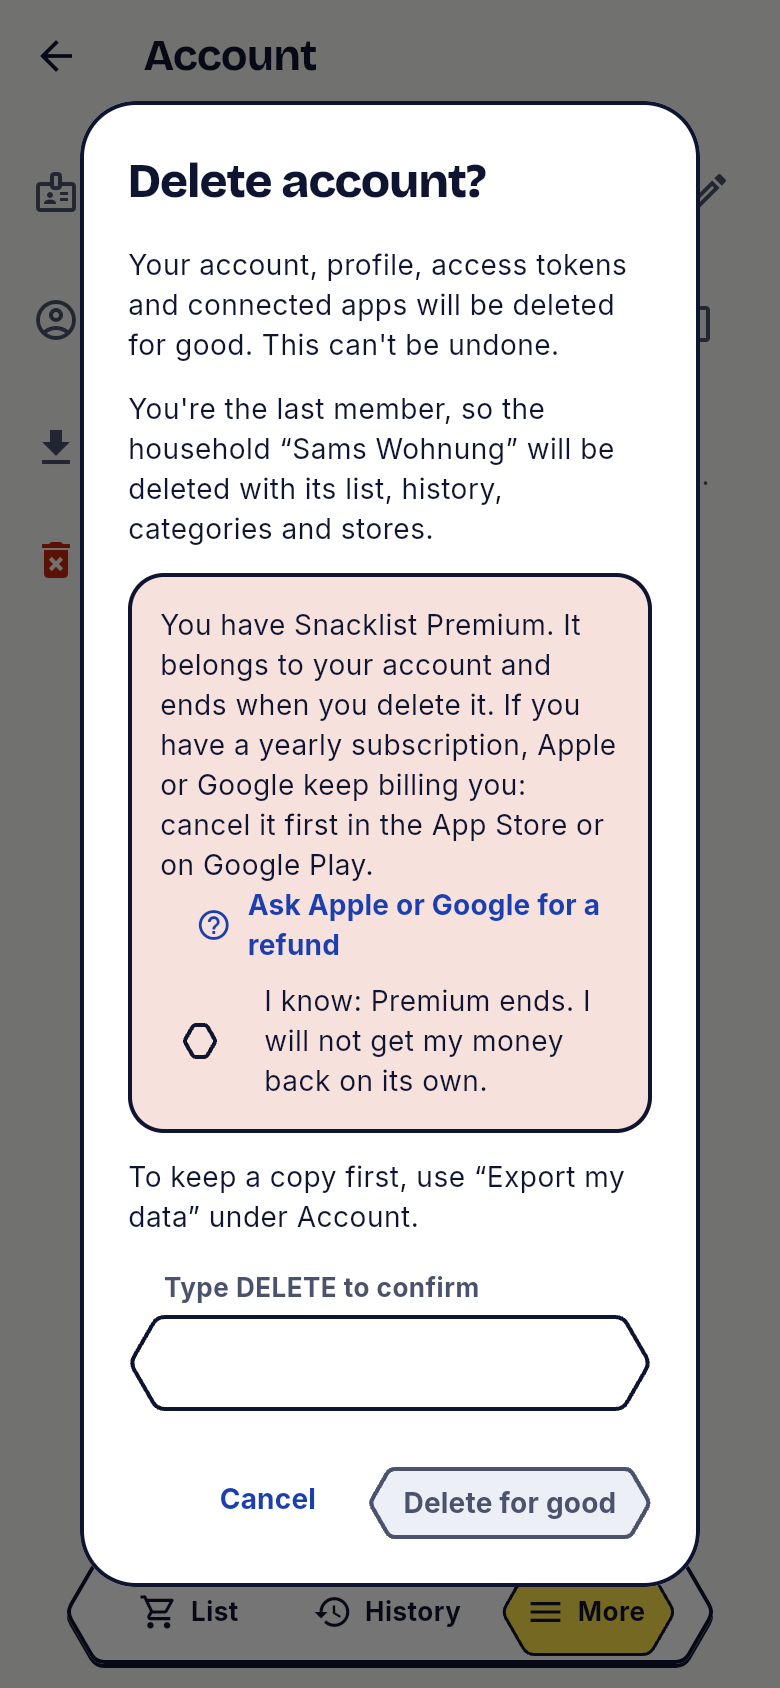 Account
Delete account?
Your account, profile, access tokens
and connected apps will be deleted
for good. This can't be undone.
You're the last member, so the
household “Sams Wohnung” will be
deleted with its list, history,
categories and stores.
You have Snacklist Premium. It
belongs to your account and
ends when you delete it. If you
have a yearly subscription, Apple
or Google keep billing you:
cancel it first in the App Store or
on Google Play.
Ask Apple or Google for a
refund
I know: Premium ends. I
will not get my money
back on its own.
To keep a copy first, use “Export my
data” under Account.
Type DELETE to confirm
Cancel
Delete for good
List
History
More